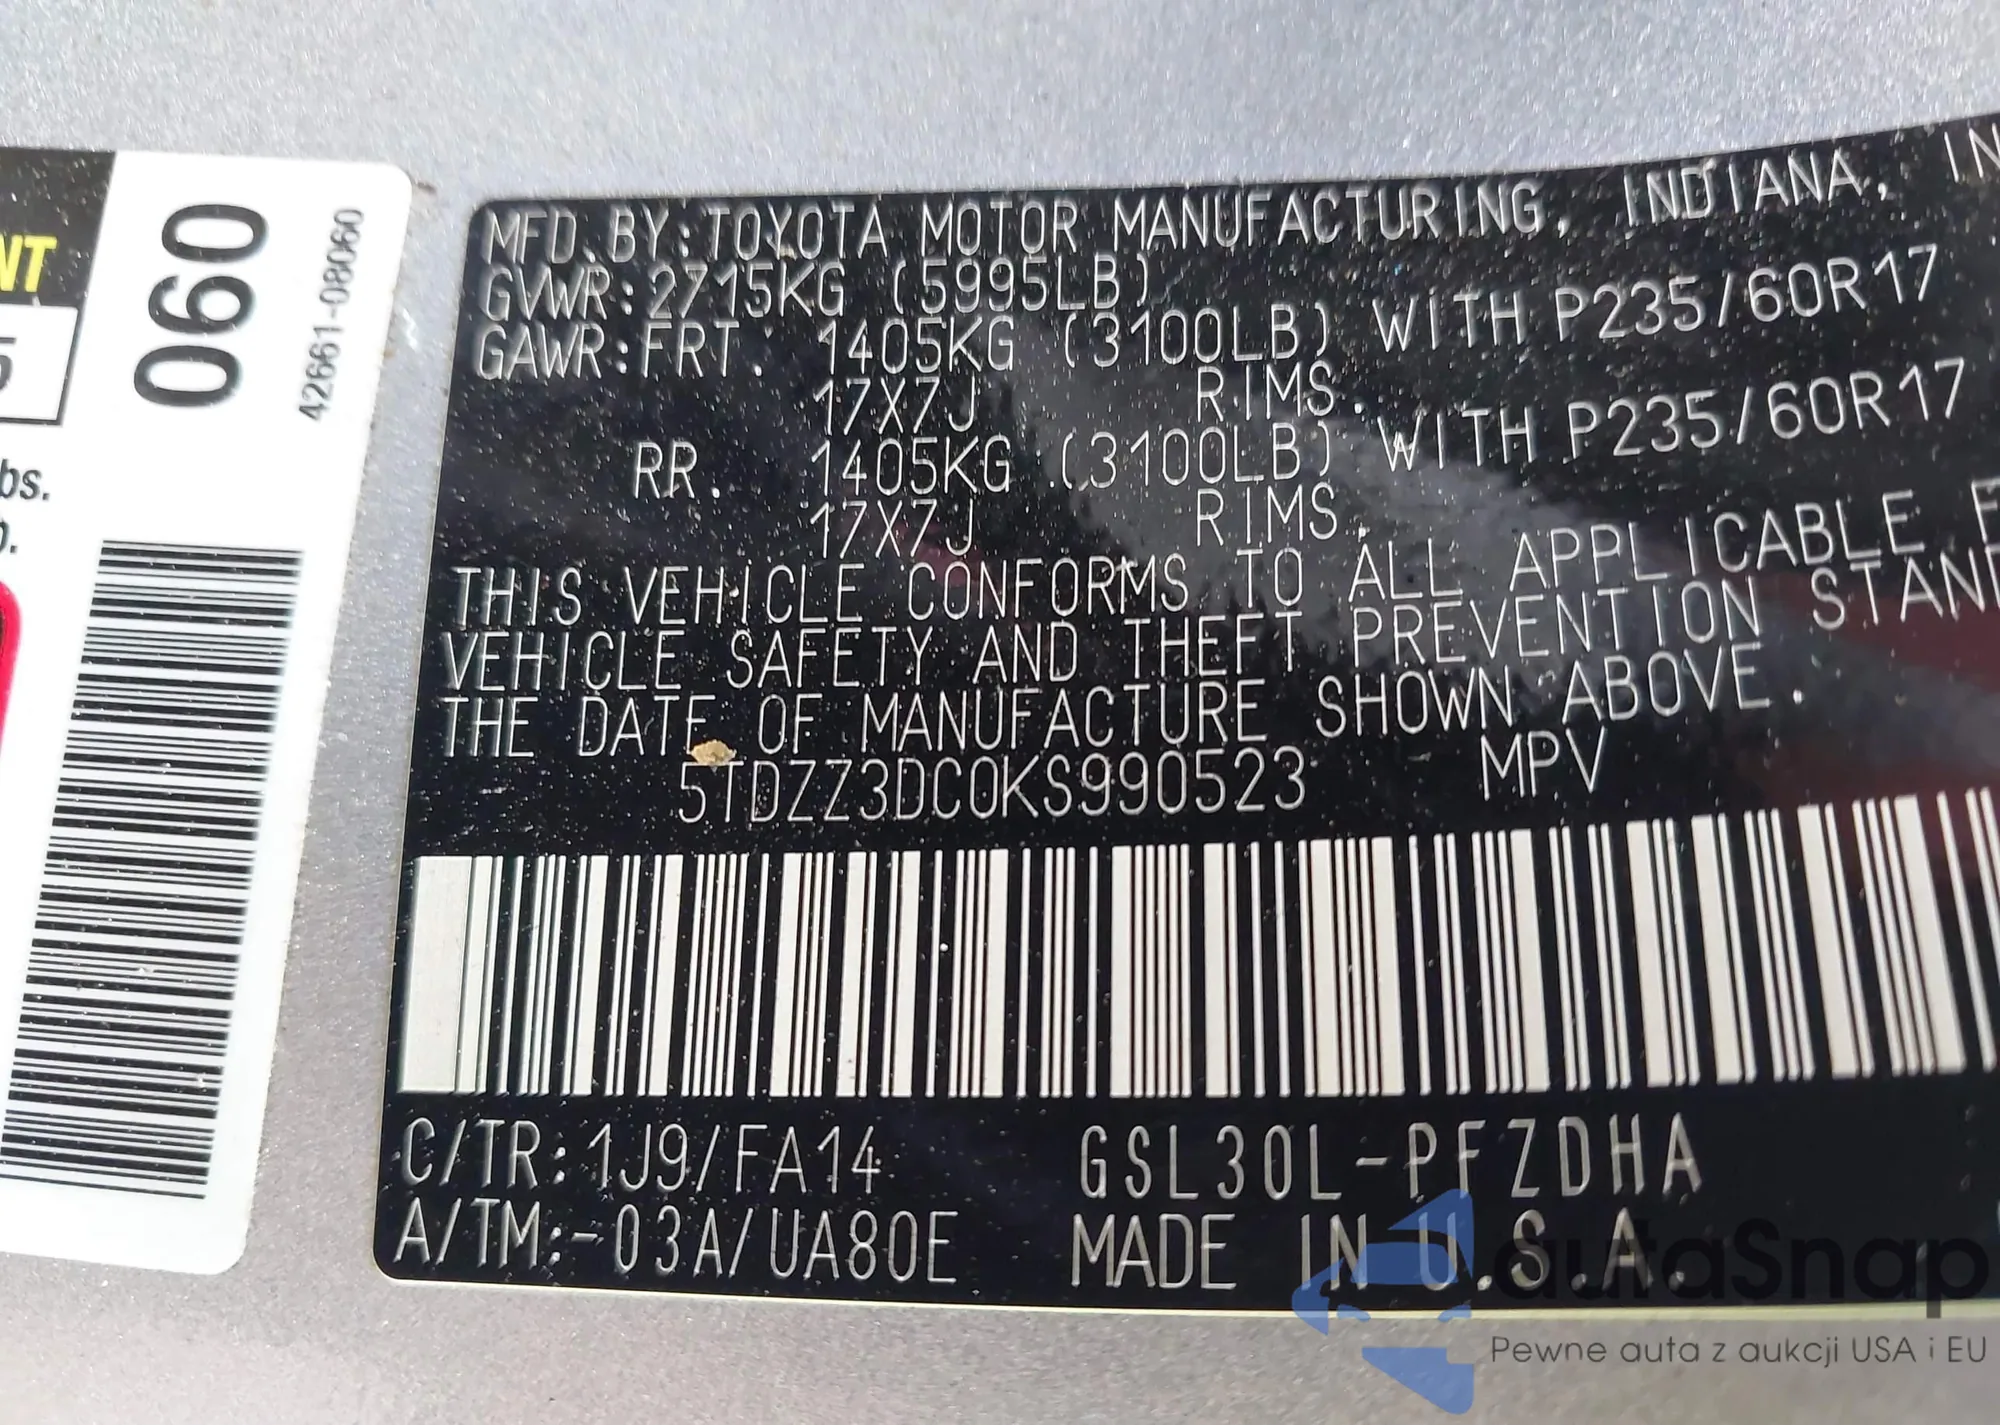 NT
5
bs.
060
42661-08060
MFD.BY:TOYOTA MOTOR MANUFACTURING, INDIANA, IN
GVWR:2715KG (5995LB)
GAWR:FRT. 1405KG (3100LB) WITH P235/60R17
17X7J RIMS.
RR. 1405KG (3100LB) WITH P235/60R17
17X7J RIMS.
THIS VEHICLE CONFORMS TO ALL APPLICABLE F
VEHICLE SAFETY AND THEFT PREVENTION STAND
THE DATE OF MANUFACTURE SHOWN ABOVE.
5TDZZ3DC0KS990523 MPV
C/TR:1J9/FA14 GSL30L-PFZDHA
A/TM:-03A/UA80E MADE IN U.S.A.
autaSnap
Pewne auta z aukcji USA i EU